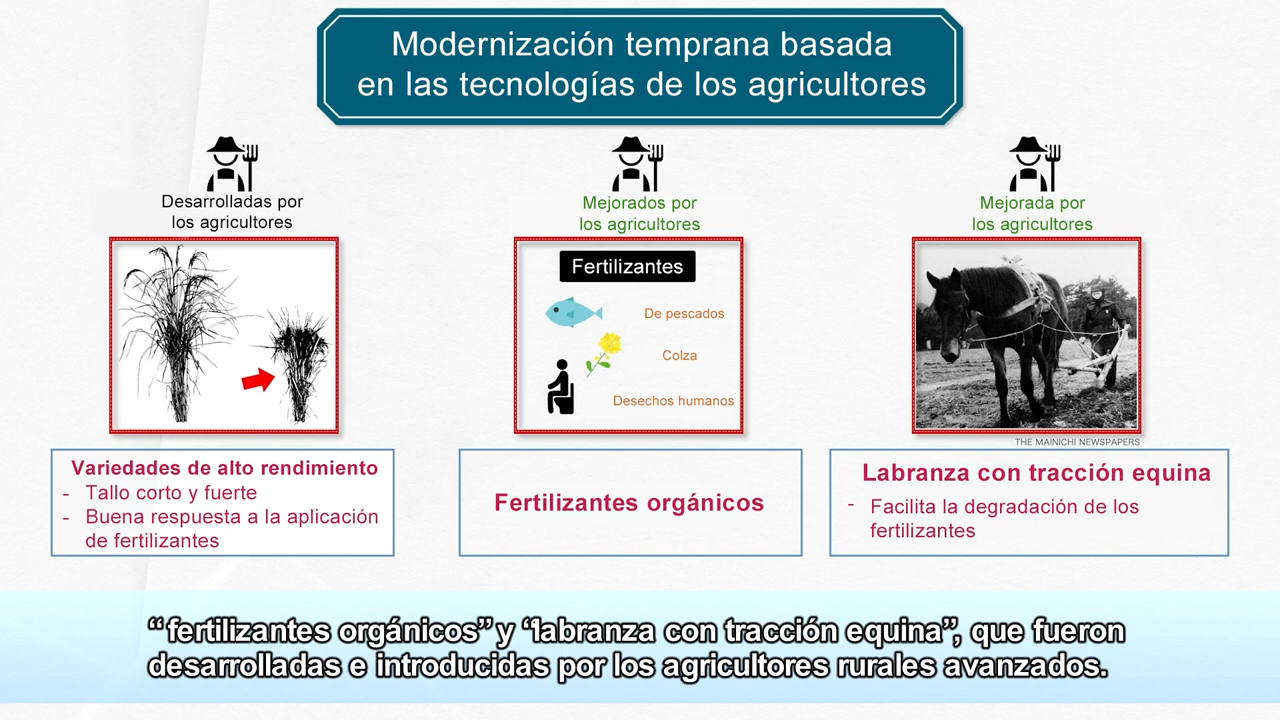 Modernización temprana basada
en las tecnologías de los agricultores
Desarrolladas por
los agricultores
Variedades de alto rendimiento
- Tallo corto y fuerte
- Buena respuesta a la aplicación
de fertilizantes
Mejorados por
los agricultores
Fertilizantes
De pescados
Colza
Desechos humanos
Fertilizantes orgánicos
Mejorada por
los agricultores
THE MAINICHI NEWSPAPERS
Labranza con tracción equina
- Facilita la degradación de los
fertilizantes
“fertilizantes orgánicos” y “labranza con tracción equina”, que fueron
desarrolladas e introducidas por los agricultores rurales avanzados.